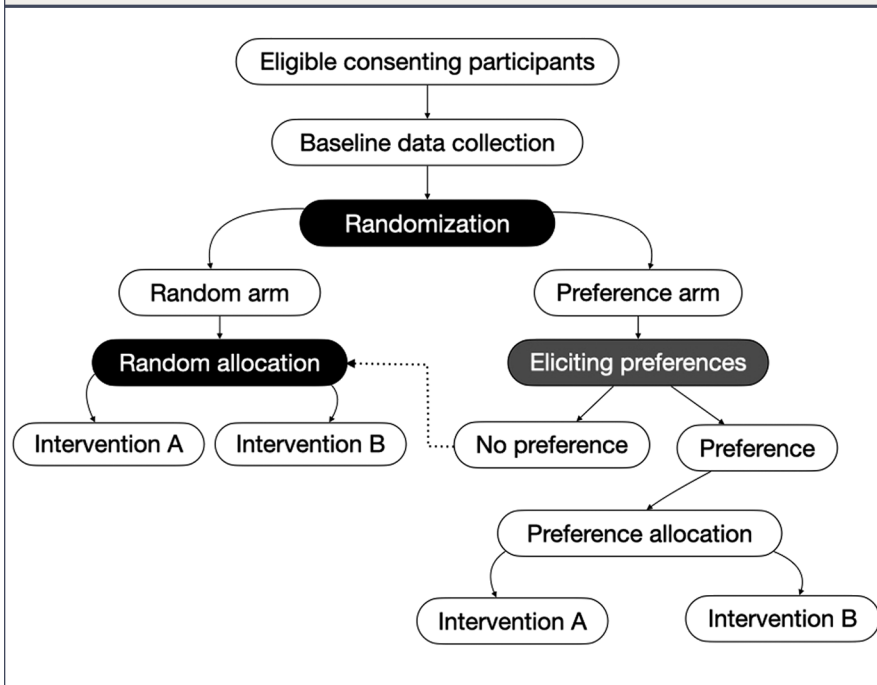 Eligible consenting participants
Baseline data collection
Randomization
Random arm
Preference arm
Random allocation
Eliciting preferences
Intervention A
Intervention B
No preference
Preference
Preference allocation
Intervention A
Intervention B